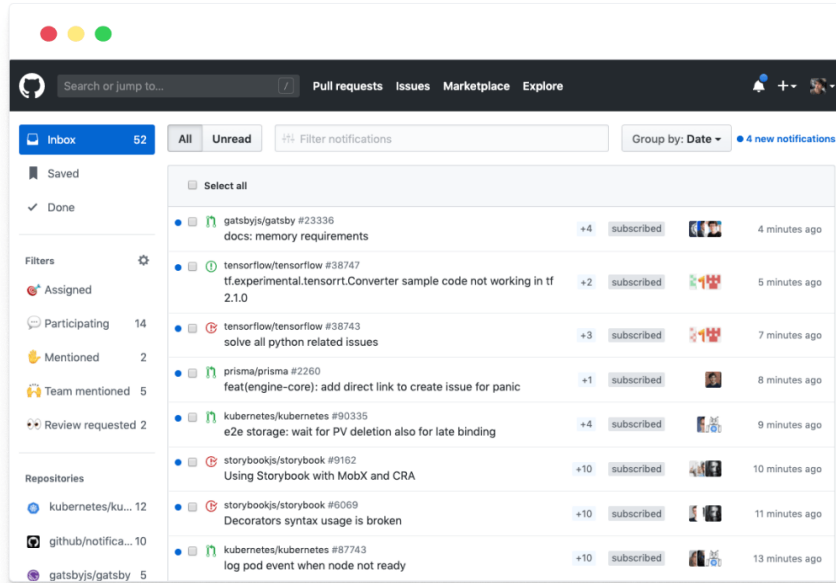 Search or jump to... /
Pull requests Issues Marketplace Explore
Inbox 52
Saved
Done
Filters
Assigned
Participating 14
Mentioned 2
Team mentioned 5
Review requested 2
Repositories
kubernetes/ku... 12
github/notifica... 10
gatsbyjs/gatsby 5
All Unread
Filter notifications
Group by: Date
4 new notifications
Select all
gatsbyjs/gatsby #23336
docs: memory requirements
+4 subscribed 4 minutes ago
tensorflow/tensorflow #38747
tf.experimental.tensorrt.Converter sample code not working in tf
2.1.0
+2 subscribed 5 minutes ago
tensorflow/tensorflow #38743
solve all python related issues
+3 subscribed 7 minutes ago
prisma/prisma #2260
feat(engine-core): add direct link to create issue for panic
+1 subscribed 8 minutes ago
kubernetes/kubernetes #90335
e2e storage: wait for PV deletion also for late binding
+4 subscribed 9 minutes ago
storybookjs/storybook #9162
Using Storybook with MobX and CRA
+10 subscribed 10 minutes ago
storybookjs/storybook #6069
Decorators syntax usage is broken
+10 subscribed 11 minutes ago
kubernetes/kubernetes #87743
log pod event when node not ready
+10 subscribed 13 minutes ago